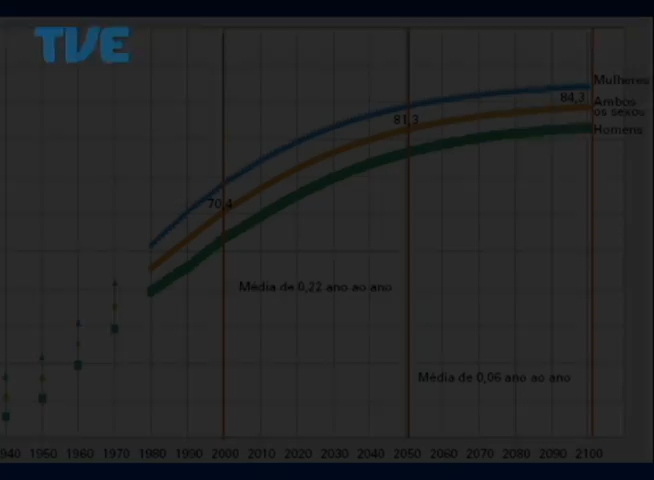 TVE
Mulheres
84,3
Ambos
os sexou
81,3
Homens
70,4
Média de 0,22 ano ao ano
Média de 0,06 ano ao ano
940 1950 1960 1970 1980 1990 2000 2010 2020 2030 2040 2050 2060 2070 2080 2090 2100